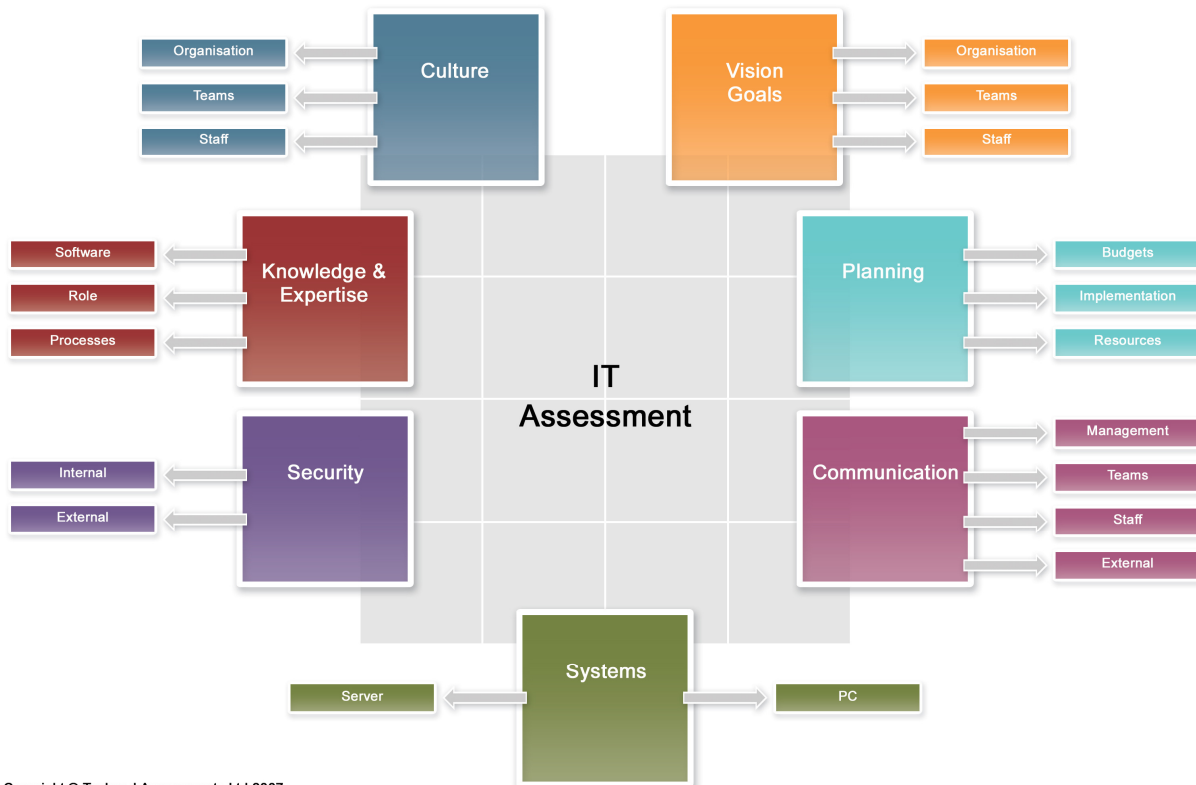 Organisation
Teams
Staff
Culture
Vision
Goals
Organisation
Teams
Staff
Software
Role
Processes
Knowledge &
Expertise
Planning
Budgets
Implementation
Resources
IT
Assessment
Internal
External
Security
Communication
Management
Teams
Staff
External
Systems
Server
PC